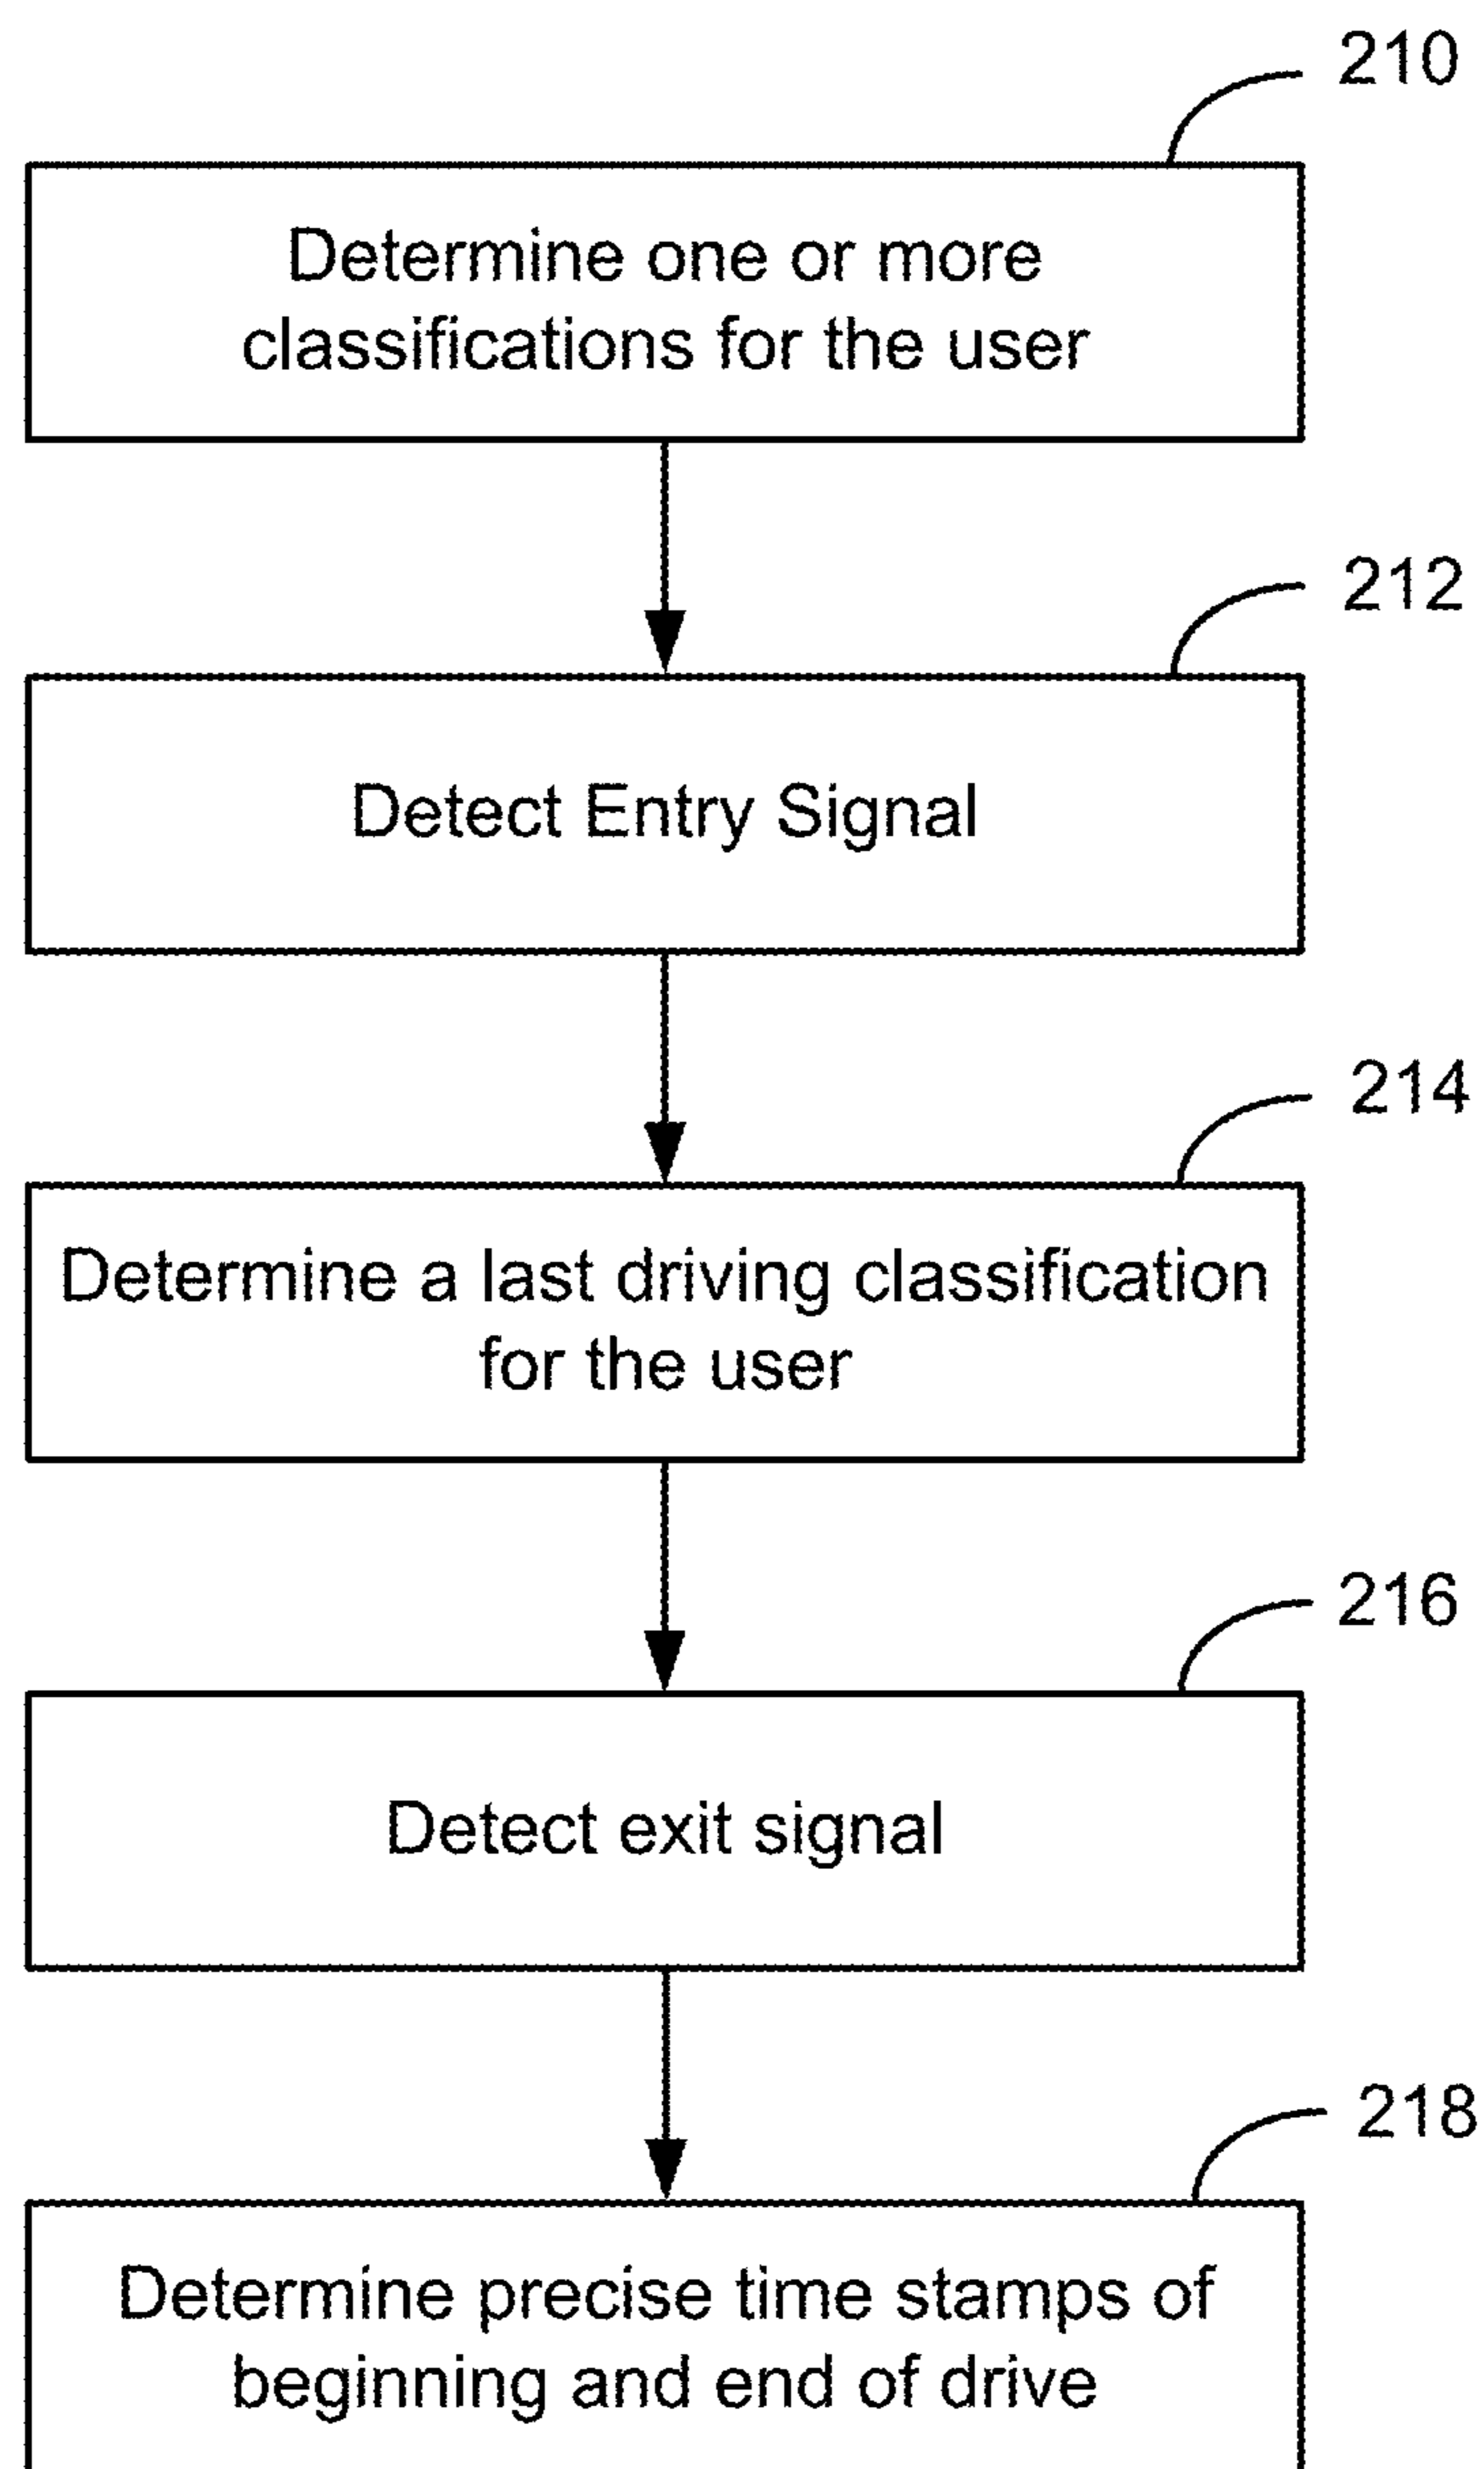 210
Determine one or more
classifications for the user
212
Detect Entry Signal
214
Determine a last driving classification
for the user
216
Detect exit signal
218
Determine precise time stamps of
beginning and end of drive